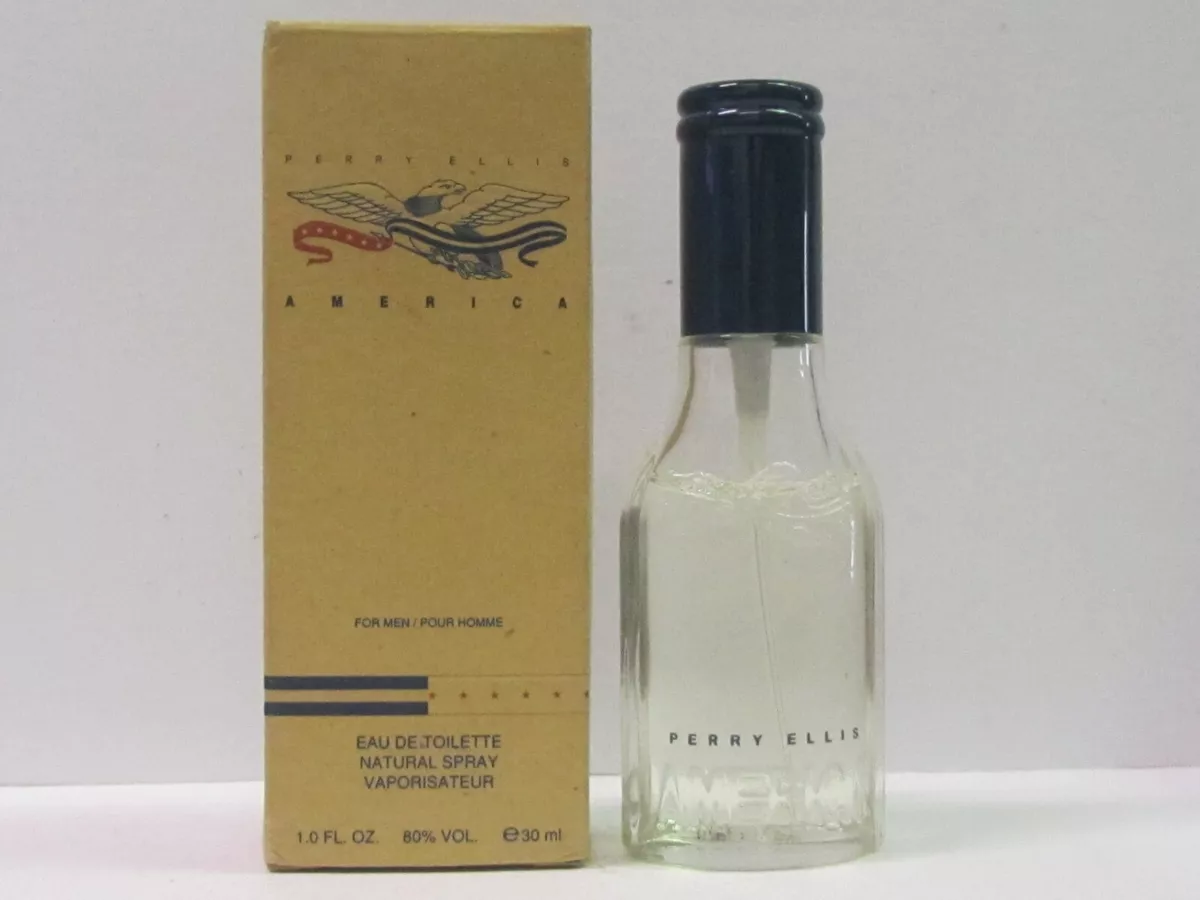 PERRY ELLIS
AMERICA
FOR MEN / POUR HOMME
EAU DE TOILETTE
NATURAL SPRAY
VAPORISATEUR
1.0 FL. OZ. 80% VOL. e 30 ml
PERRY ELLIS
AMERICA